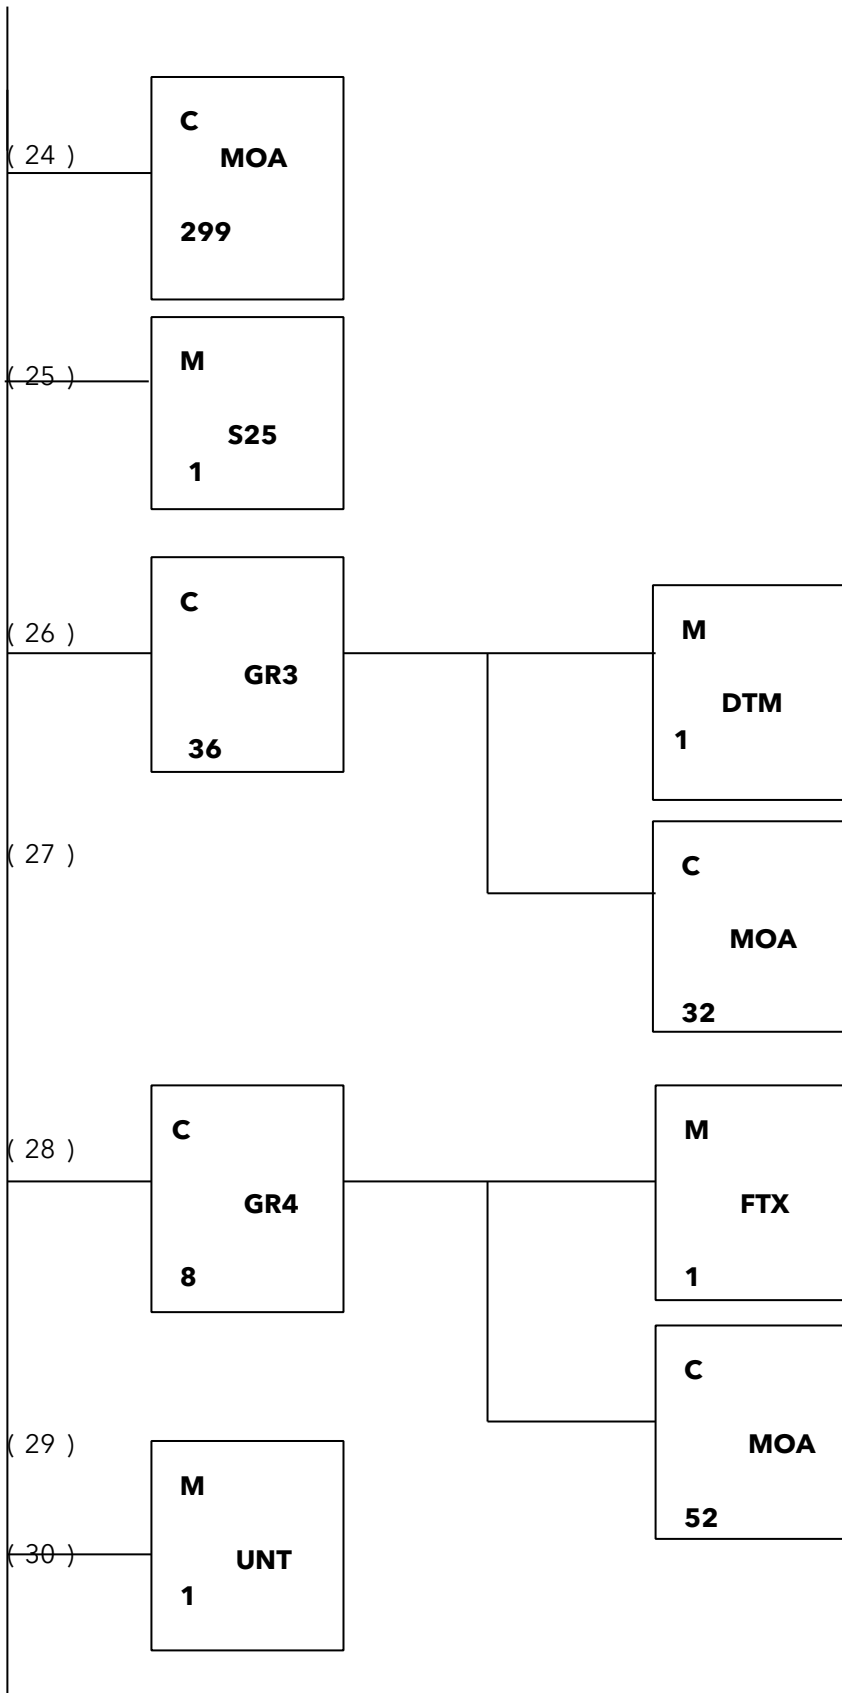 C
( 24 )
MOA
299
M
( 25 )
S25
1
C
( 26 )
GR3
36
M
DTM
1
( 27 )
C
MOA
32
C
( 28 )
GR4
8
M
FTX
1
C
MOA
52
( 29 )
M
( 30 )
UNT
1